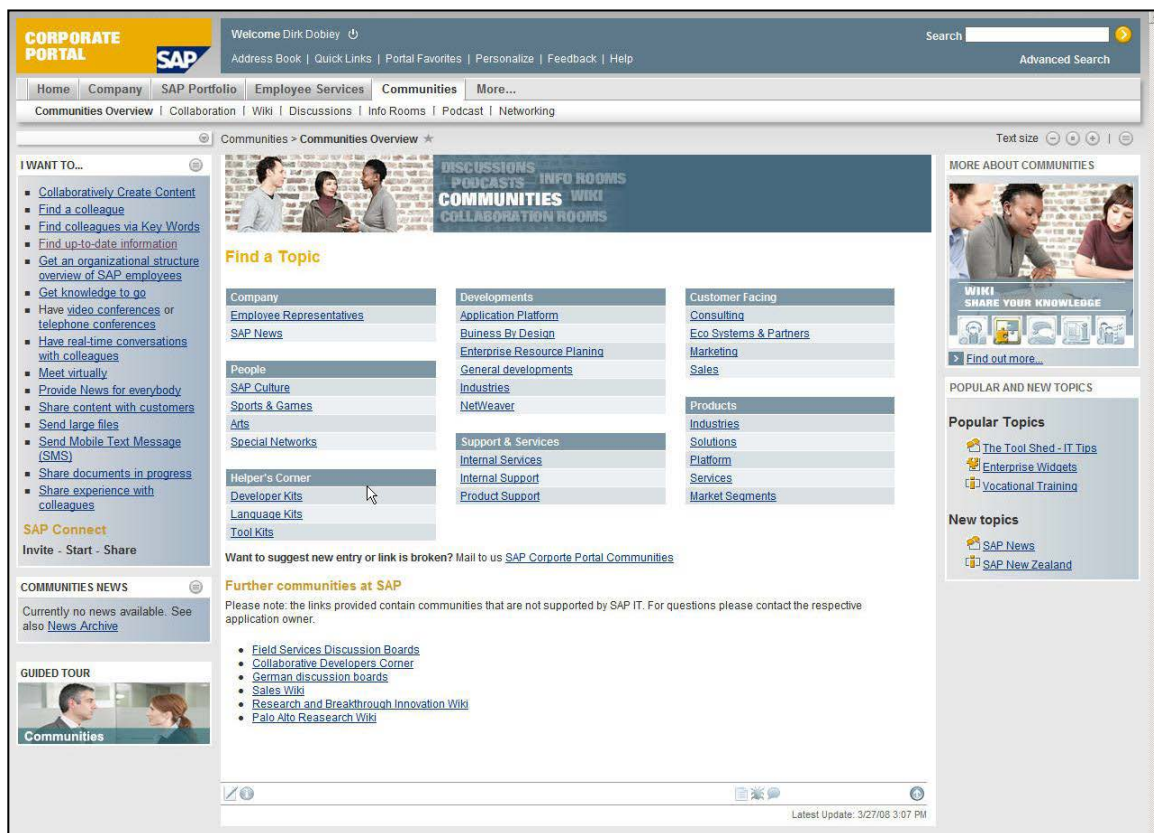 CORPORATE
PORTAL
SAP
Welcome Dirk Dobiey
Address Book | Quick Links | Portal Favorites | Personalize | Feedback | Help
Search
Advanced Search
Home Company SAP Portfolio Employee Services Communities More...
Communities Overview | Collaboration | Wiki | Discussions | Info Rooms | Podcast | Networking
Communities > Communities Overview
Text size
I WANT TO...
Collaboratively Create Content
Find a colleague
Find colleagues via Key Words
Find up-to-date information
Get an organizational structure
overview of SAP employees
Get knowledge to go
Have video conferences or
telephone conferences
Have real-time conversations
with colleagues
Meet virtually
Provide News for everybody
Share content with customers
Send large files
Send Mobile Text Message
(SMS)
Share documents in progress
Share experience with
colleagues
SAP Connect
Invite - Start - Share
COMMUNITIES NEWS
Currently no news available. See
also News Archive
GUIDED TOUR
Communities
DISCUSSIONS
PODCASTS INFO ROOMS
COMMUNITIES WIKI
COLLABORATION ROOMS
Find a Topic
Company
Employee Representatives
SAP News
People
SAP Culture
Sports & Games
Arts
Special Networks
Helper's Corner
Developer Kits
Language Kits
Tool Kits
Developments
Application Platform
Buiness By Design
Enterprise Resource Planing
General developments
Industries
NetWeaver
Support & Services
Internal Services
Internal Support
Product Support
Customer Facing
Consulting
Eco Systems & Partners
Marketing
Sales
Products
Industries
Solutions
Platform
Services
Market Segments
Want to suggest new entry or link is broken? Mail to us SAP Corporte Portal Communities
Further communities at SAP
Please note: the links provided contain communities that are not supported by SAP IT. For questions please contact the respective
application owner.
Field Services Discussion Boards
Collaborative Developers Corner
German discussion boards
Sales Wiki
Research and Breakthrough Innovation Wiki
Palo Alto Reasearch Wiki
Latest Update: 3/27/08 3:07 PM
MORE ABOUT COMMUNITIES
WIKI
SHARE YOUR KNOWLEDGE
Find out more...
POPULAR AND NEW TOPICS
Popular Topics
The Tool Shed - IT Tips
Enterprise Widgets
Vocational Training
New topics
SAP News
SAP New Zealand